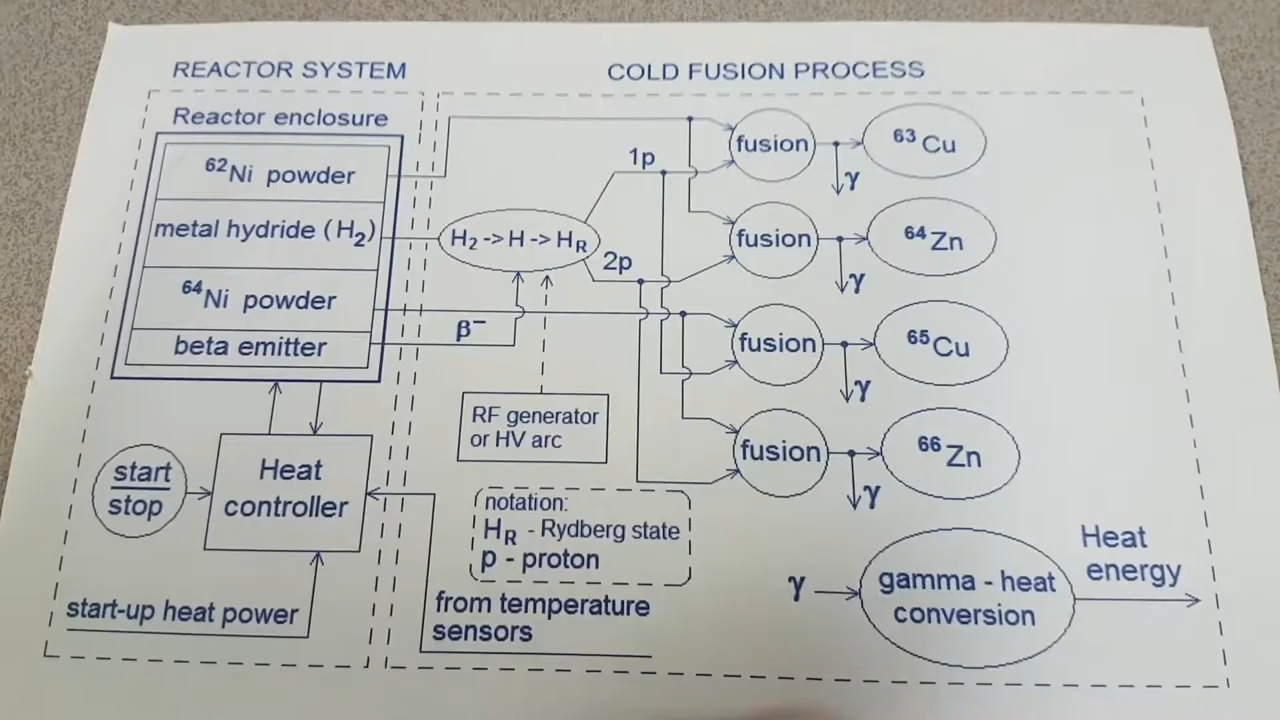 REACTOR SYSTEM
COLD FUSION PROCESS
Reactor enclosure
⁶²Ni powder
metal hydride (H₂)
⁶⁴Ni powder
beta emitter
H₂ -> H -> H_R
1p
2p
β⁻
fusion
⁶³Cu
γ
fusion
⁶⁴Zn
γ
fusion
⁶⁵Cu
γ
fusion
⁶⁶Zn
γ
RF generator
or HV arc
start
stop
Heat
controller
start-up heat power
notation:
H_R - Rydberg state
p - proton
from temperature
sensors
γ
gamma - heat
conversion
Heat
energy